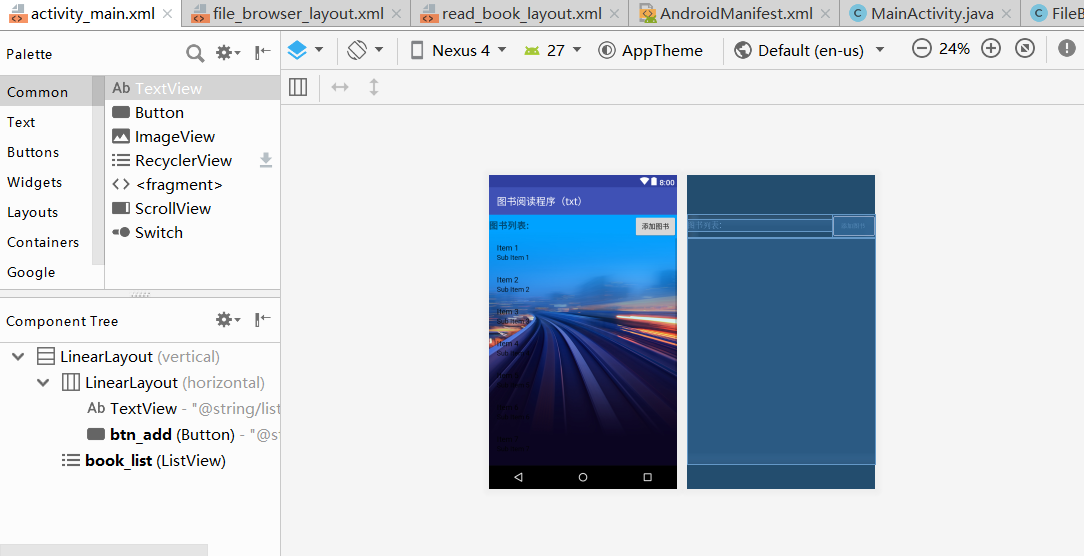 activity_main.xml file_browser_layout.xml read_book_layout.xml AndroidManifest.xml MainActivity.java FileB
Palette Nexus 4 27 AppTheme Default (en-us) 24%
Common Ab TextView
Text Button
Buttons ImageView
Widgets RecyclerView
Layouts <fragment>
Containers ScrollView
Google Switch
8:00
图书阅读程序（txt）
图书列表： 添加图书
Item 1
Sub Item 1
Item 2
Sub Item 2
Item 3
Sub Item 3
Item 4
图书列表： 添加图书
Component Tree
LinearLayout (vertical)
LinearLayout (horizontal)
Ab TextView - "@string/list
btn_add (Button) - "@s
book_list (ListView)